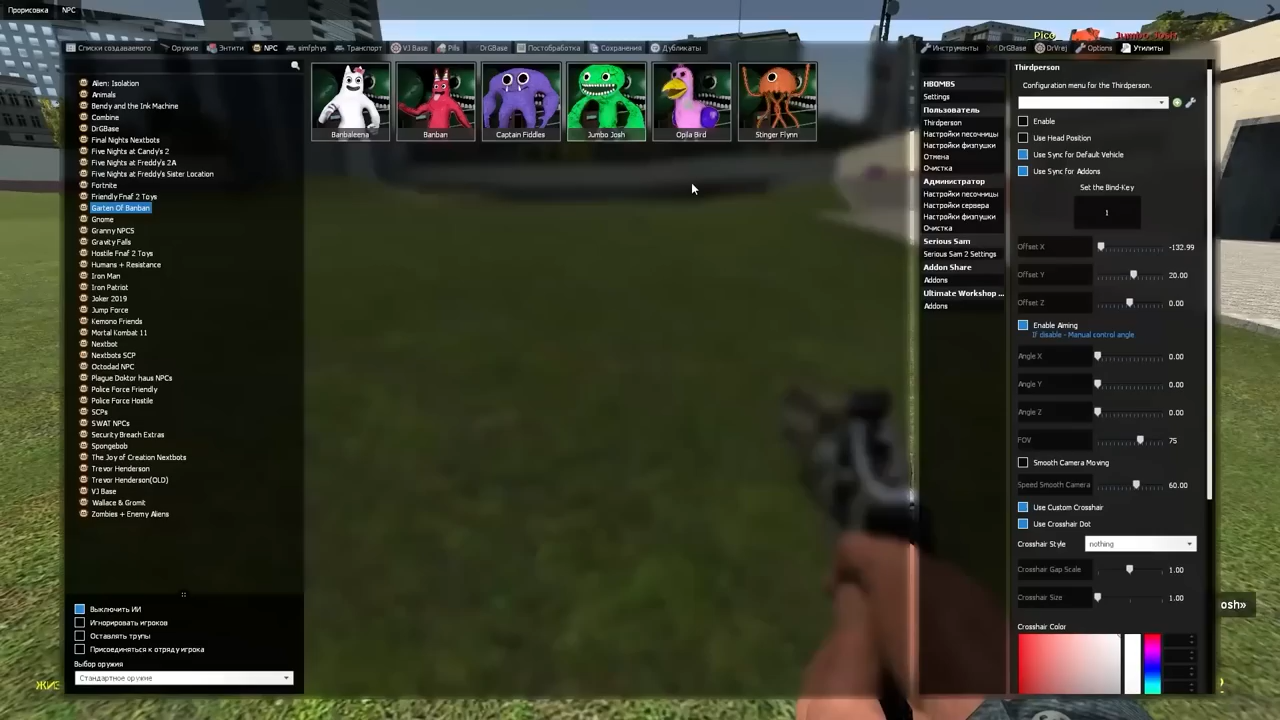 Прорисовка NPC
Pico
Jumbo Josh
Списки создаваемого Оружие Энтити NPC simfphys Транспорт VJ Base Pills DrGBase Постобработка Сохранения Дубликаты
Инструменты DrGBase DrVrej Options Утилиты
Alien: Isolation
Animals
Bendy and the Ink Machine
Combine
DrGBase
Final Nights Nextbots
Five Nights at Candy's 2
Five Nights at Freddy's 2A
Five Nights at Freddy's Sister Location
Fortnite
Friendly Fnaf 2 Toys
Garten Of Banban
Gnome
Granny NPCS
Gravity Falls
Hostile Fnaf 2 Toys
Humans + Resistance
Iron Man
Iron Patriot
Joker 2019
Jump Force
Kemono Friends
Mortal Kombat 11
Nextbot
Nextbots SCP
Octodad NPC
Plague Doktor haus NPCs
Police Force Friendly
Police Force Hostile
SCPs
SWAT NPCs
Security Breach Extras
Spongebob
The Joy of Creation Nextbots
Trevor Henderson
Trevor Henderson(OLD)
VJ Base
Wallace & Gromit
Zombies + Enemy Aliens
Выключить ИИ
Игнорировать игроков
Оставлять трупы
Присоединяться к отряду игрока
Выбор оружия
Стандартное оружие
Banbaleena Banban Captain Fiddles Jumbo Josh Opila Bird Stinger Flynn
HBOMBS
Settings
Пользователь
Thirdperson
Настройки песочницы
Настройки физпушки
Отмена
Очистка
Администратор
Настройки песочницы
Настройки сервера
Настройки физпушки
Очистка
Serious Sam
Serious Sam 2 Settings
Addon Share
Addons
Ultimate Workshop ...
Addons
Thirdperson
Configuration menu for the Thirdperson.
Enable
Use Head Position
Use Sync for Default Vehicle
Use Sync for Addons
Set the Bind-Key
1
Offset X -132.99
Offset Y 20.00
Offset Z 0.00
Enable Aiming
If disable - Manual control angle
Angle X 0.00
Angle Y 0.00
Angle Z 0.00
FOV 75
Smooth Camera Moving
Speed Smooth Camera 60.00
Use Custom Crosshair
Use Crosshair Dot
Crosshair Style nothing
Crosshair Gap Scale 1.00
Crosshair Size 1.00
Crosshair Color
osh»